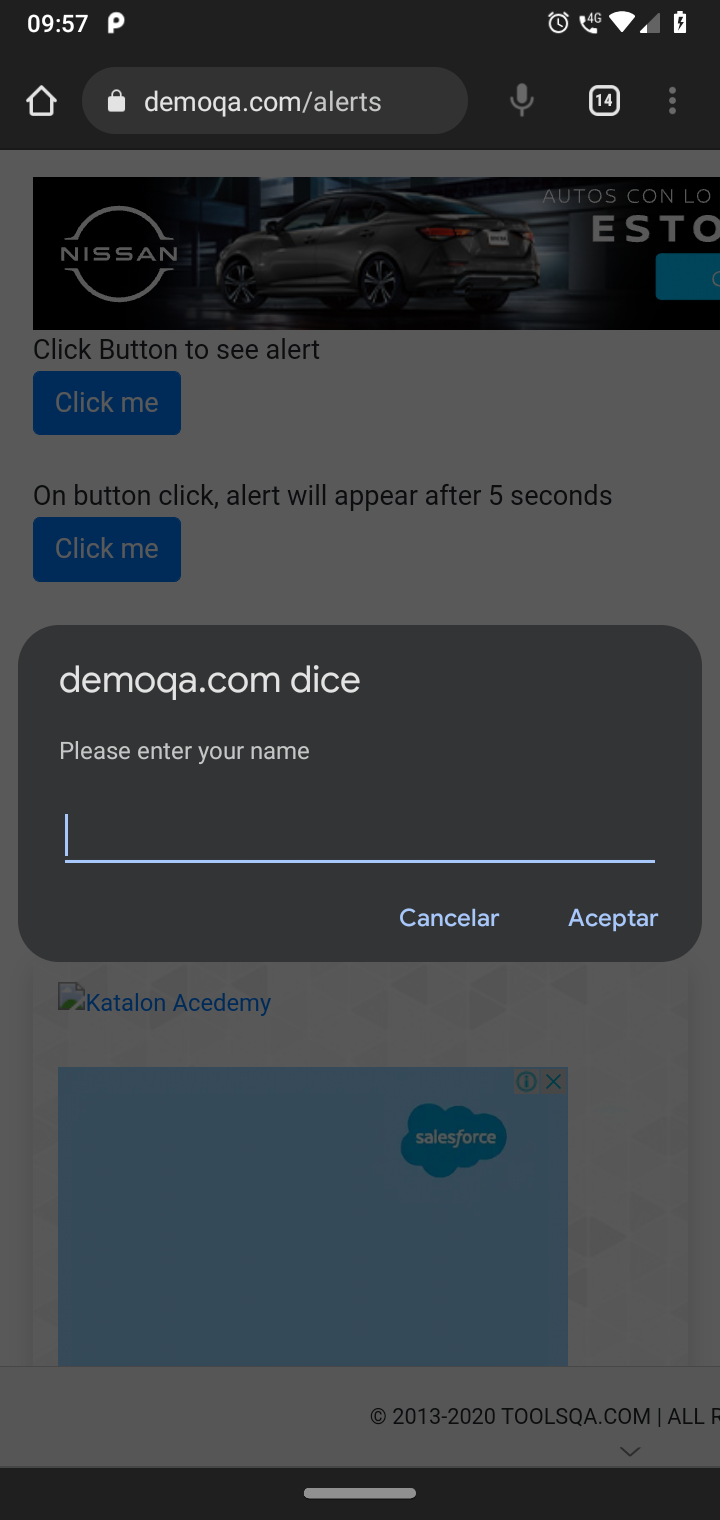 09:57
4G
demoqa.com/alerts
14
NISSAN
AUTOS CON LO
ESTO
Click Button to see alert
Click me
On button click, alert will appear after 5 seconds
Click me
demoqa.com dice
Please enter your name
Cancelar
Aceptar
Katalon Acedemy
salesforce
© 2013-2020 TOOLSQA.COM | ALL R